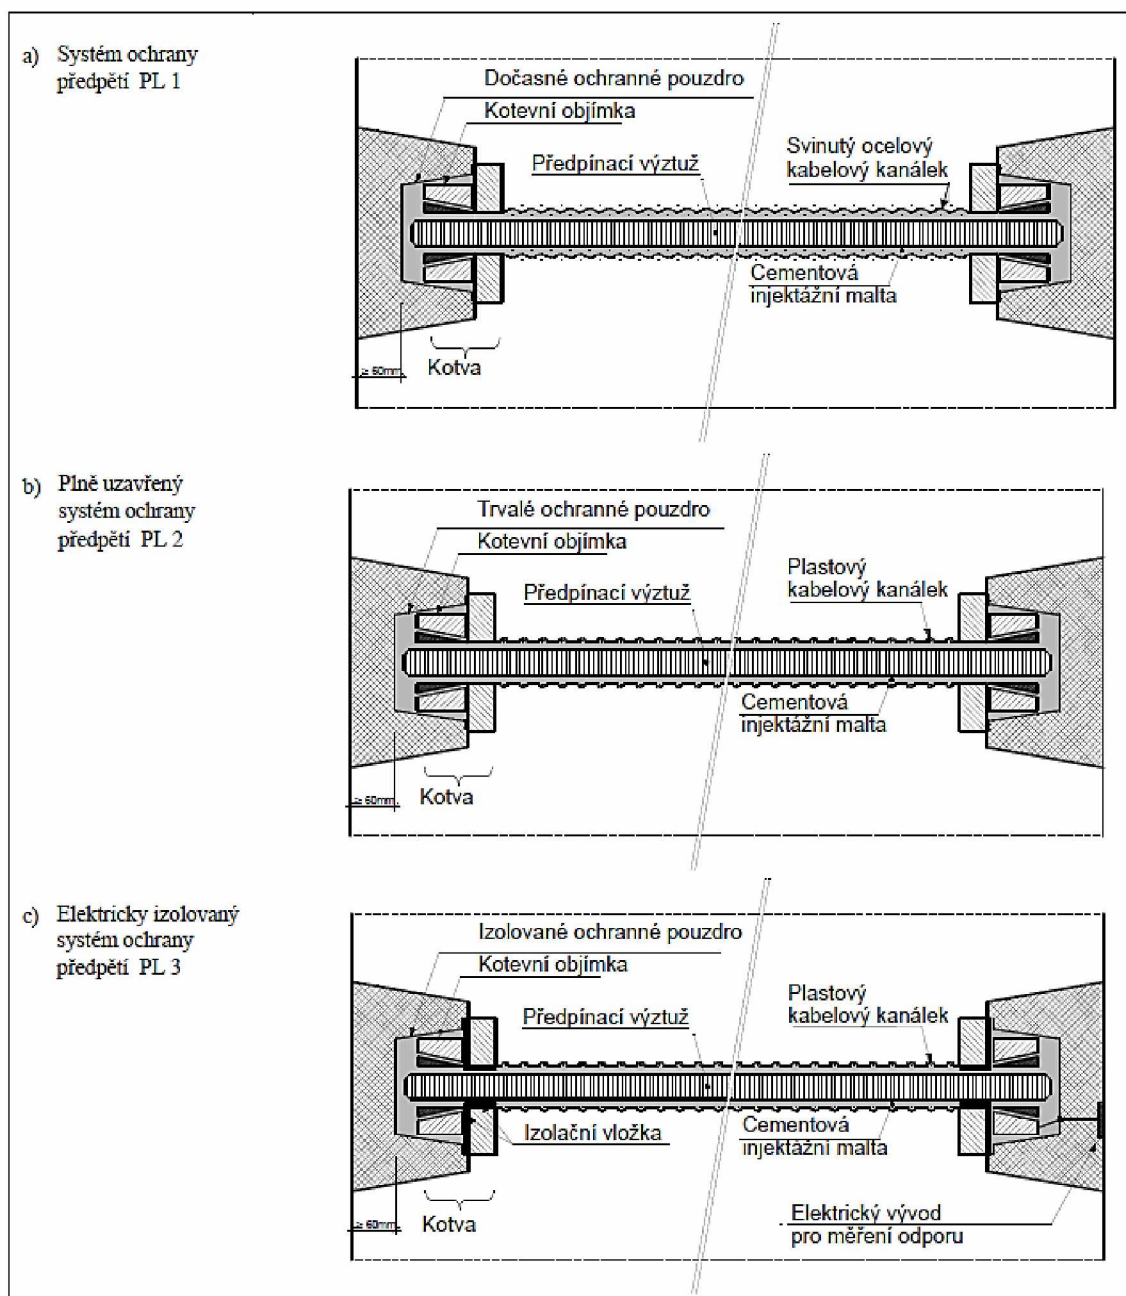 a) Systém ochrany
předpětí PL 1
Dočasné ochranné pouzdro
Kotevní objímka
Předpínací výztuž
Svinutý ocelový
kabelový kanálek
Cementová
injektážní malta
≥ 60mm
Kotva
b) Plně uzavřený
systém ochrany
předpětí PL 2
Trvalé ochranné pouzdro
Kotevní objímka
Předpínací výztuž
Plastový
kabelový kanálek
Cementová
injektážní malta
≥ 60mm
Kotva
c) Elektricky izolovaný
systém ochrany
předpětí PL 3
Izolované ochranné pouzdro
Kotevní objímka
Předpínací výztuž
Plastový
kabelový kanálek
Izolační vložka
Cementová
injektážní malta
≥ 60mm
Kotva
Elektrický vývod
pro měření odporu